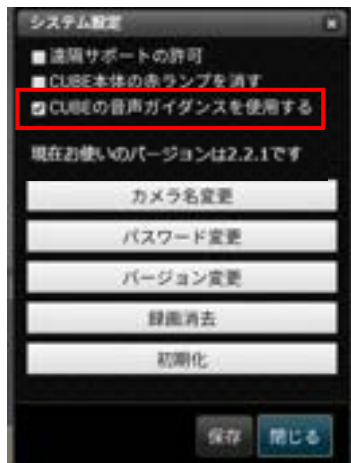 システム設定
遠隔サポートの許可
CUBE本体の赤ランプを消す
CUBEの音声ガイダンスを使用する
現在お使いのバージョンは2.2.1です
カメラ名変更
パスワード変更
バージョン変更
録画消去
初期化
保存 閉じる